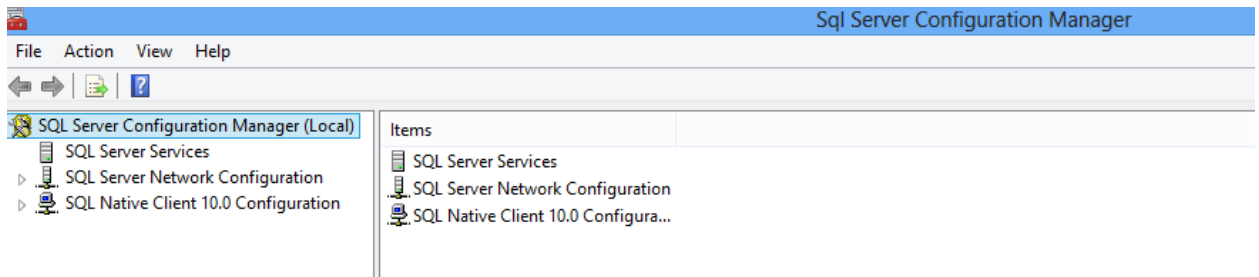 Sql Server Configuration Manager
File Action View Help
SQL Server Configuration Manager (Local)
SQL Server Services
SQL Server Network Configuration
SQL Native Client 10.0 Configuration
Items
SQL Server Services
SQL Server Network Configuration
SQL Native Client 10.0 Configura...